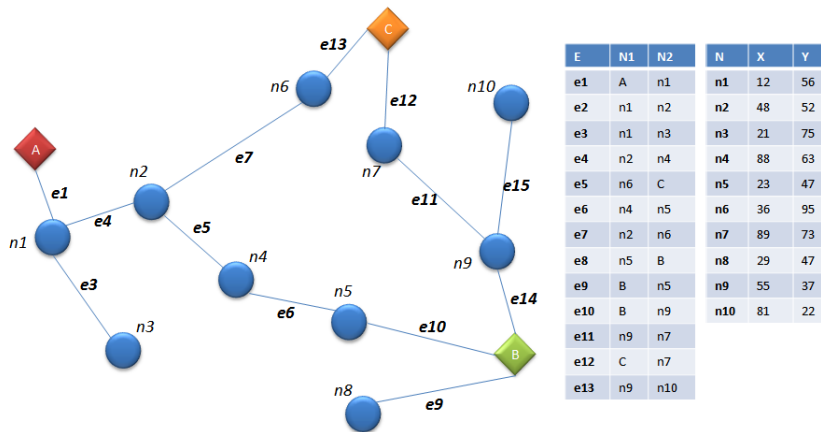 C
e13
n6
n10
e12
A
n2
e7
n7
e1
e15
e4
e11
e5
n1
n4
n9
e3
n5
e14
e6
n3
e10
B
n8
e9
E N1 N2
e1 A n1
e2 n1 n2
e3 n1 n3
e4 n2 n4
e5 n6 C
e6 n4 n5
e7 n2 n6
e8 n5 B
e9 B n5
e10 B n9
e11 n9 n7
e12 C n7
e13 n9 n10
N X Y
n1 12 56
n2 48 52
n3 21 75
n4 88 63
n5 23 47
n6 36 95
n7 89 73
n8 29 47
n9 55 37
n10 81 22